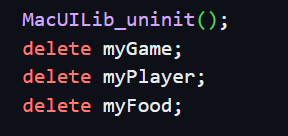 MacUILib_uninit();
delete myGame;
delete myPlayer;
delete myFood;